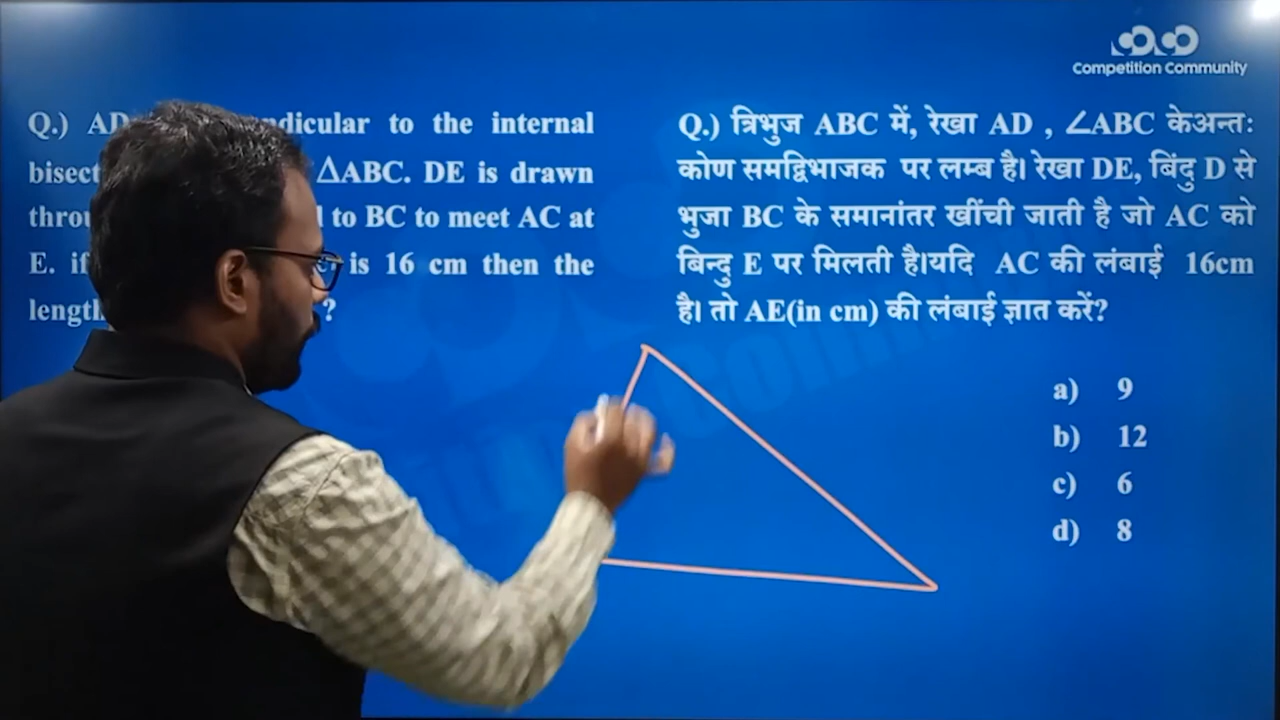 Competition Community
Q.) AD dicular to the internal
bisect ΔABC. DE is drawn
throu l to BC to meet AC at
E. if is 16 cm then the
length ?
Q.) त्रिभुज ABC में, रेखा AD , ∠ABC केअन्तः
कोण समद्विभाजक पर लम्ब है। रेखा DE, बिंदु D से
भुजा BC के समानांतर खींची जाती है जो AC को
बिन्दु E पर मिलती है।यदि AC की लंबाई 16cm
है। तो AE(in cm) की लंबाई ज्ञात करें?
a) 9
b) 12
c) 6
d) 8